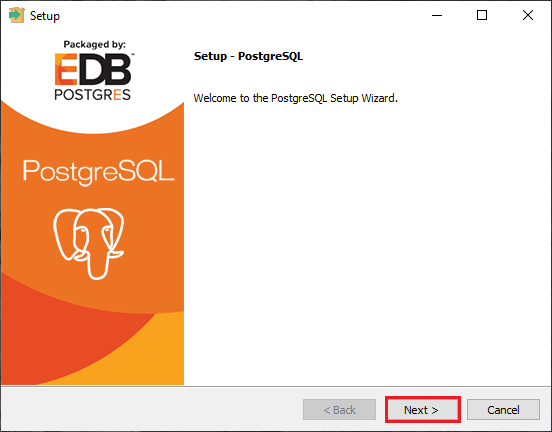 Setup
Packaged by:
EDB
POSTGRES
PostgreSQL
Setup - PostgreSQL
Welcome to the PostgreSQL Setup Wizard.
< Back
Next >
Cancel